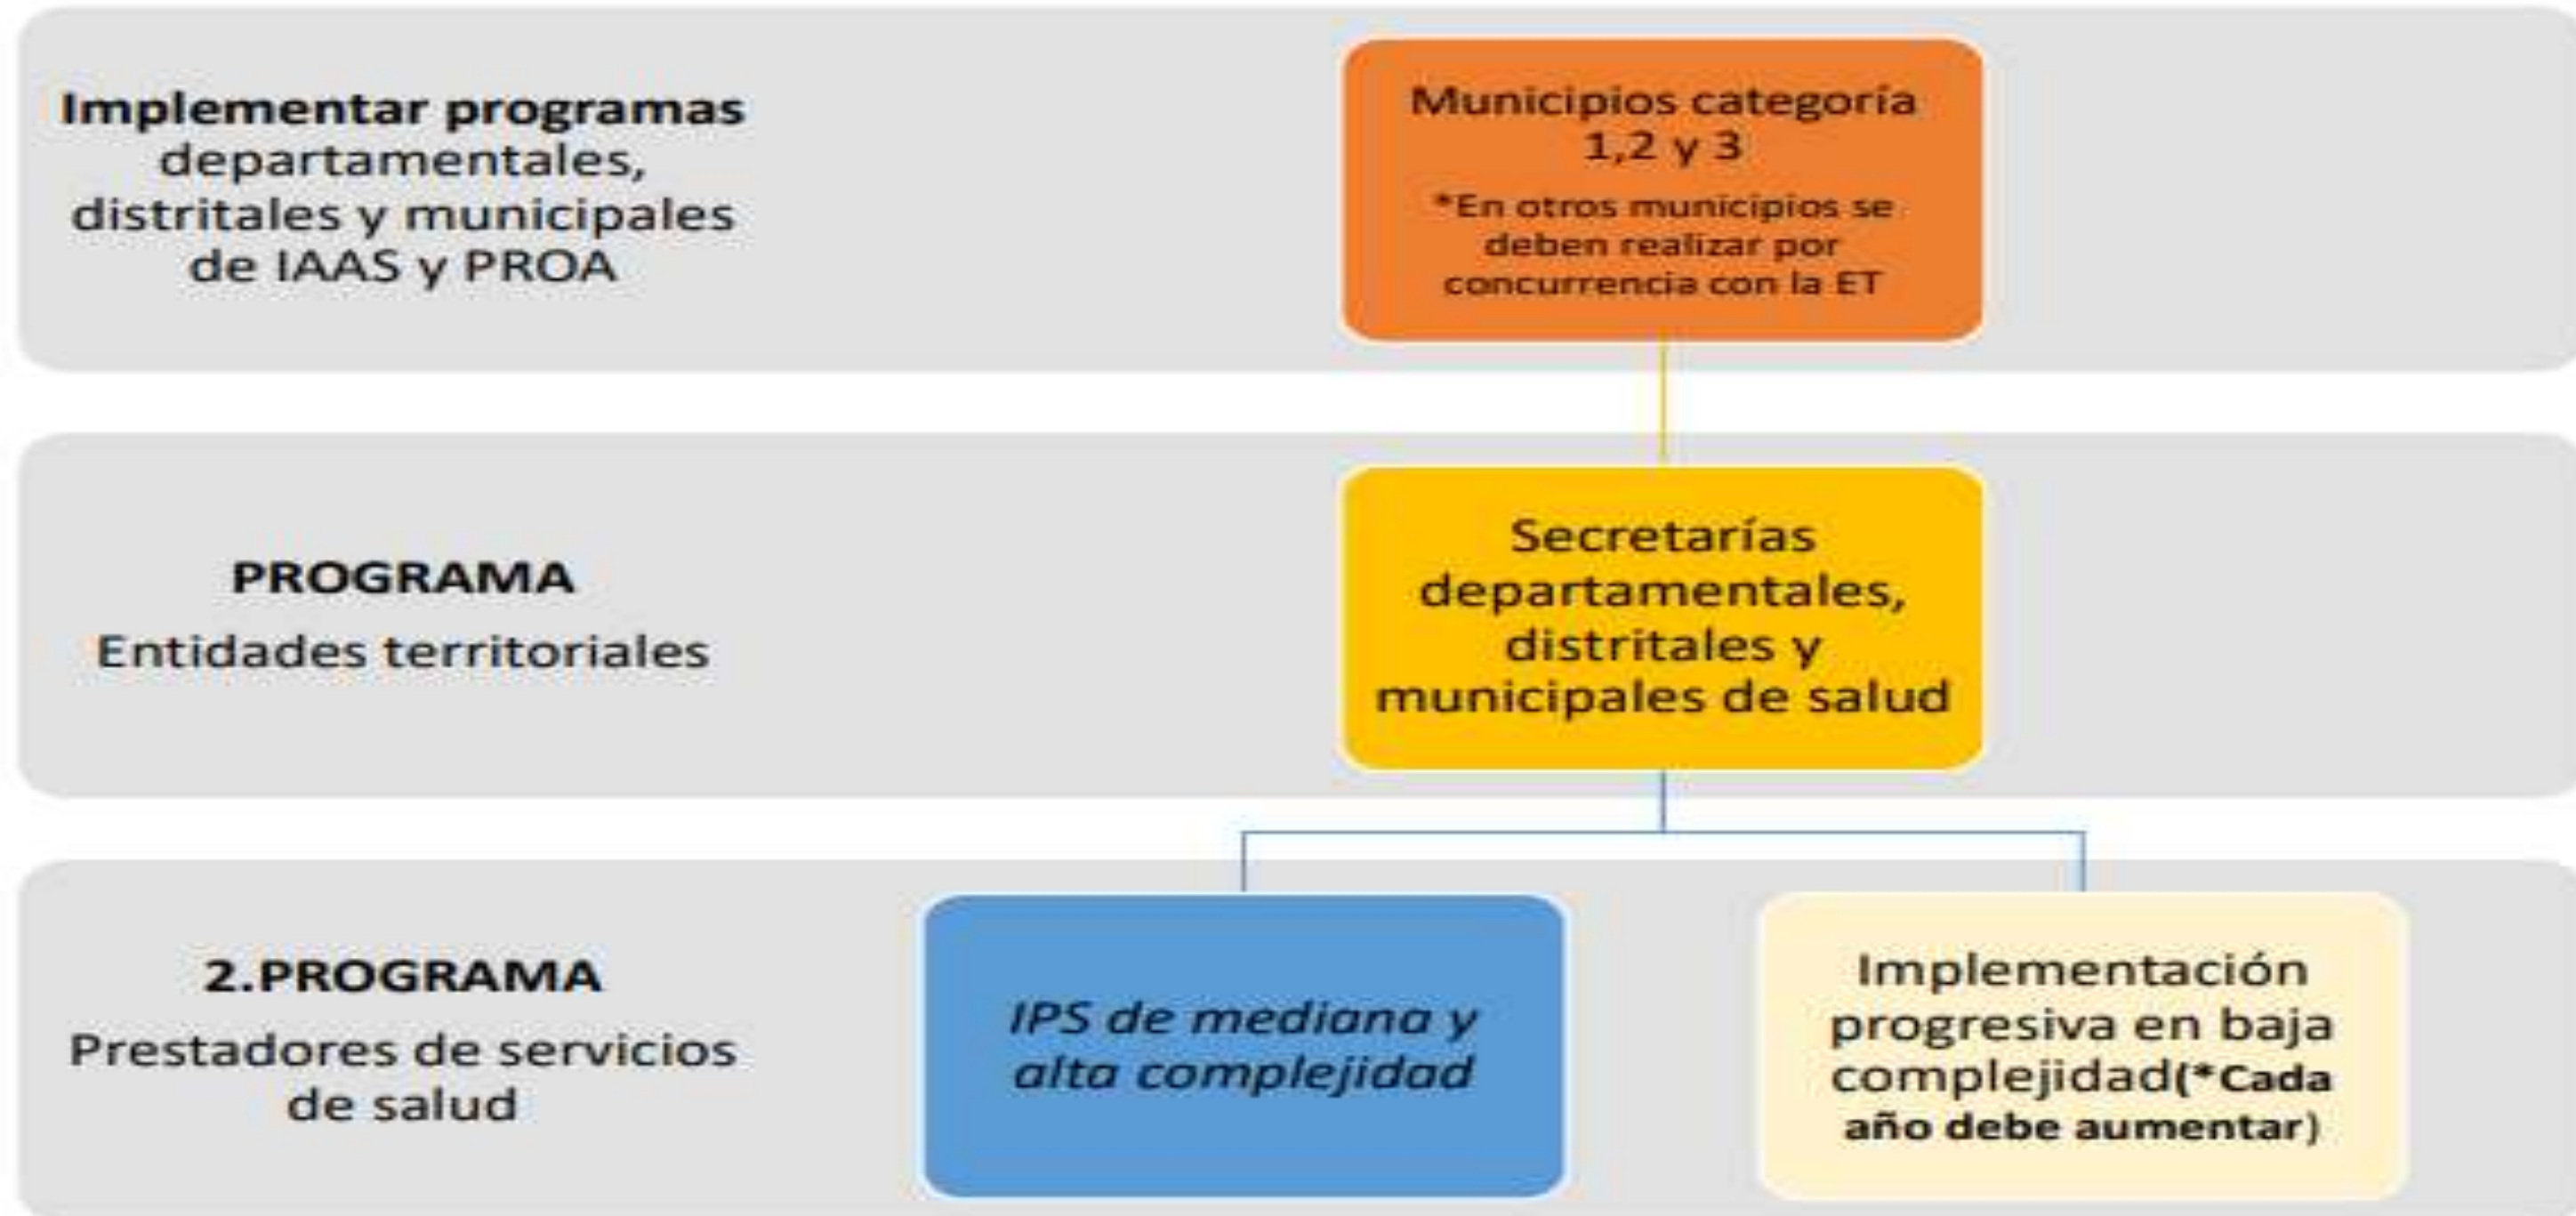 Implementar programas
departamentales,
distritales y municipales
de IAAS y PROA
Municipios categoría
1,2 y 3
*En otros municipios se
deben realizar por
concurrencia con la ET
PROGRAMA
Entidades territoriales
Secretarías
departamentales,
distritales y
municipales de salud
2.PROGRAMA
Prestadores de servicios
de salud
IPS de mediana y
alta complejidad
Implementación
progresiva en baja
complejidad(*Cada
año debe aumentar)